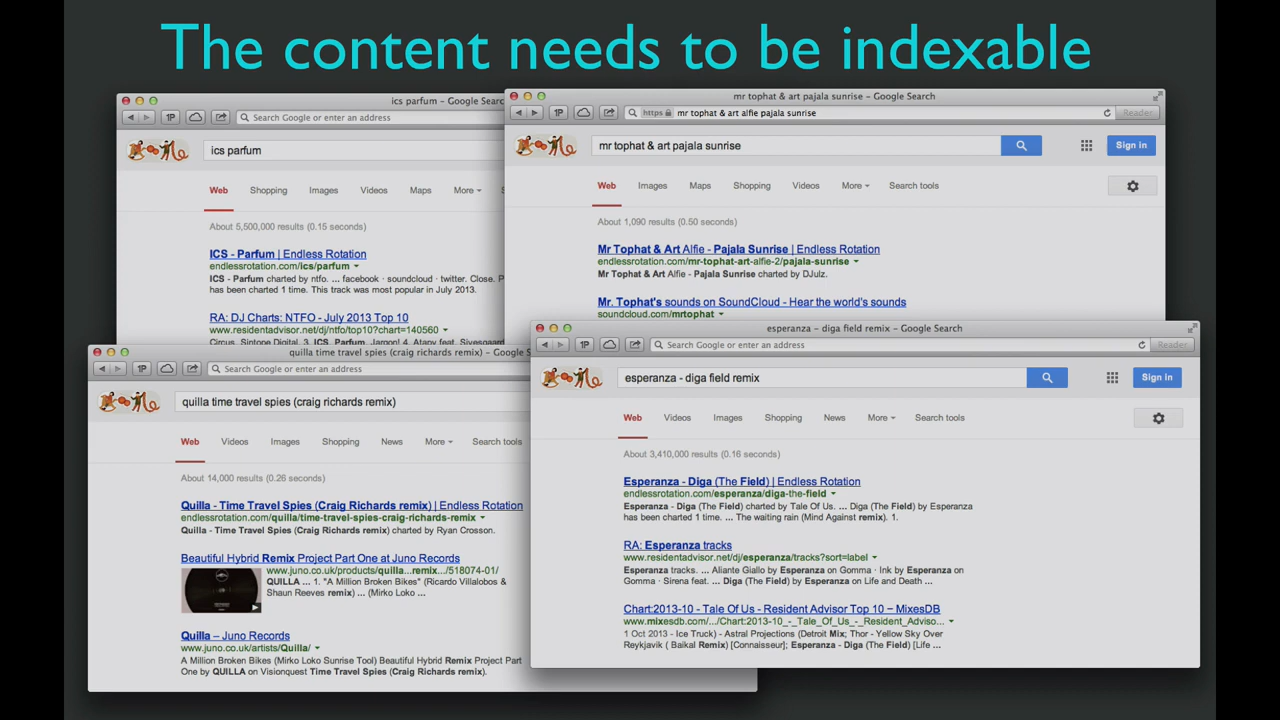 The content needs to be indexable
ics parfum – Google Searc
Search Google or enter an address
ics parfum
Web Shopping Images Videos Maps More
About 5,500,000 results (0.15 seconds)
ICS - Parfum | Endless Rotation
endlessrotation.com/ics/parfum
ICS - Parfum charted by ntfo. ... facebook · soundcloud · twitter. Close. P
has been charted 1 time. This track was most popular in July 2013.
RA: DJ Charts: NTFO - July 2013 Top 10
www.residentadvisor.net/dj/ntfo/top10?chart=140560
mr tophat & art pajala sunrise – Google Search
https mr tophat & art alfie pajala sunrise
Reader
mr tophat & art pajala sunrise
Sign in
Web Images Maps Shopping Videos More Search tools
About 1,090 results (0.50 seconds)
Mr Tophat & Art Alfie - Pajala Sunrise | Endless Rotation
endlessrotation.com/mr-tophat-art-alfie-2/pajala-sunrise
Mr Tophat & Art Alfie - Pajala Sunrise charted by DJulz.
Mr. Tophat's sounds on SoundCloud - Hear the world's sounds
soundcloud.com/mrtophat
quilla time travel spies (craig richards remix) – Google S
Search Google or enter an address
quilla time travel spies (craig richards remix)
Web Videos Images Shopping News More Search tools
About 14,000 results (0.26 seconds)
Quilla - Time Travel Spies (Craig Richards remix) | Endless Rotation
endlessrotation.com/quilla/time-travel-spies-craig-richards-remix
Quilla - Time Travel Spies (Craig Richards remix) charted by Ryan Crosson.
Beautiful Hybrid Remix Project Part One at Juno Records
www.juno.co.uk/products/quilla...remix.../518074-01/
QUILLA ... 1. "A Million Broken Bikes" (Ricardo Villalobos &
Shaun Reeves remix) ... (Mirko Loko ...
Quilla – Juno Records
www.juno.co.uk/artists/Quilla/
A Million Broken Bikes (Mirko Loko Sunrise Tool) Beautiful Hybrid Remix Project Part
One by QUILLA on Visionquest Time Travel Spies (Craig Richards remix).
esperanza – diga field remix – Google Search
Search Google or enter an address
Reader
esperanza - diga field remix
Sign in
Web Videos Images Shopping News More Search tools
About 3,410,000 results (0.16 seconds)
Esperanza - Diga (The Field) | Endless Rotation
endlessrotation.com/esperanza/diga-the-field
Esperanza - Diga (The Field) charted by Tale Of Us. ... Diga (The Field) by Esperanza
has been charted 1 time. ... The waiting rain (Mind Against remix). 1.
RA: Esperanza tracks
www.residentadvisor.net/dj/esperanza/tracks?sort=label
Esperanza tracks. ... Aliante Giallo by Esperanza on Gomma · Ink by Esperanza on
Gomma · Sirena feat. ... Diga (The Field) by Esperanza on Life and Death ...
Chart:2013-10 - Tale Of Us - Resident Advisor Top 10 – MixesDB
www.mixesdb.com/.../Chart:2013-10_-_Tale_Of_Us_-_Resident_Adviso...
1 Oct 2013 - Ice Truck) - Astral Projections (Detroit Mix; Thor - Yellow Sky Over
Reykjavik ( Baikal Remix) [Connaisseur]; Esperanza - Diga (The Field) [Life ...